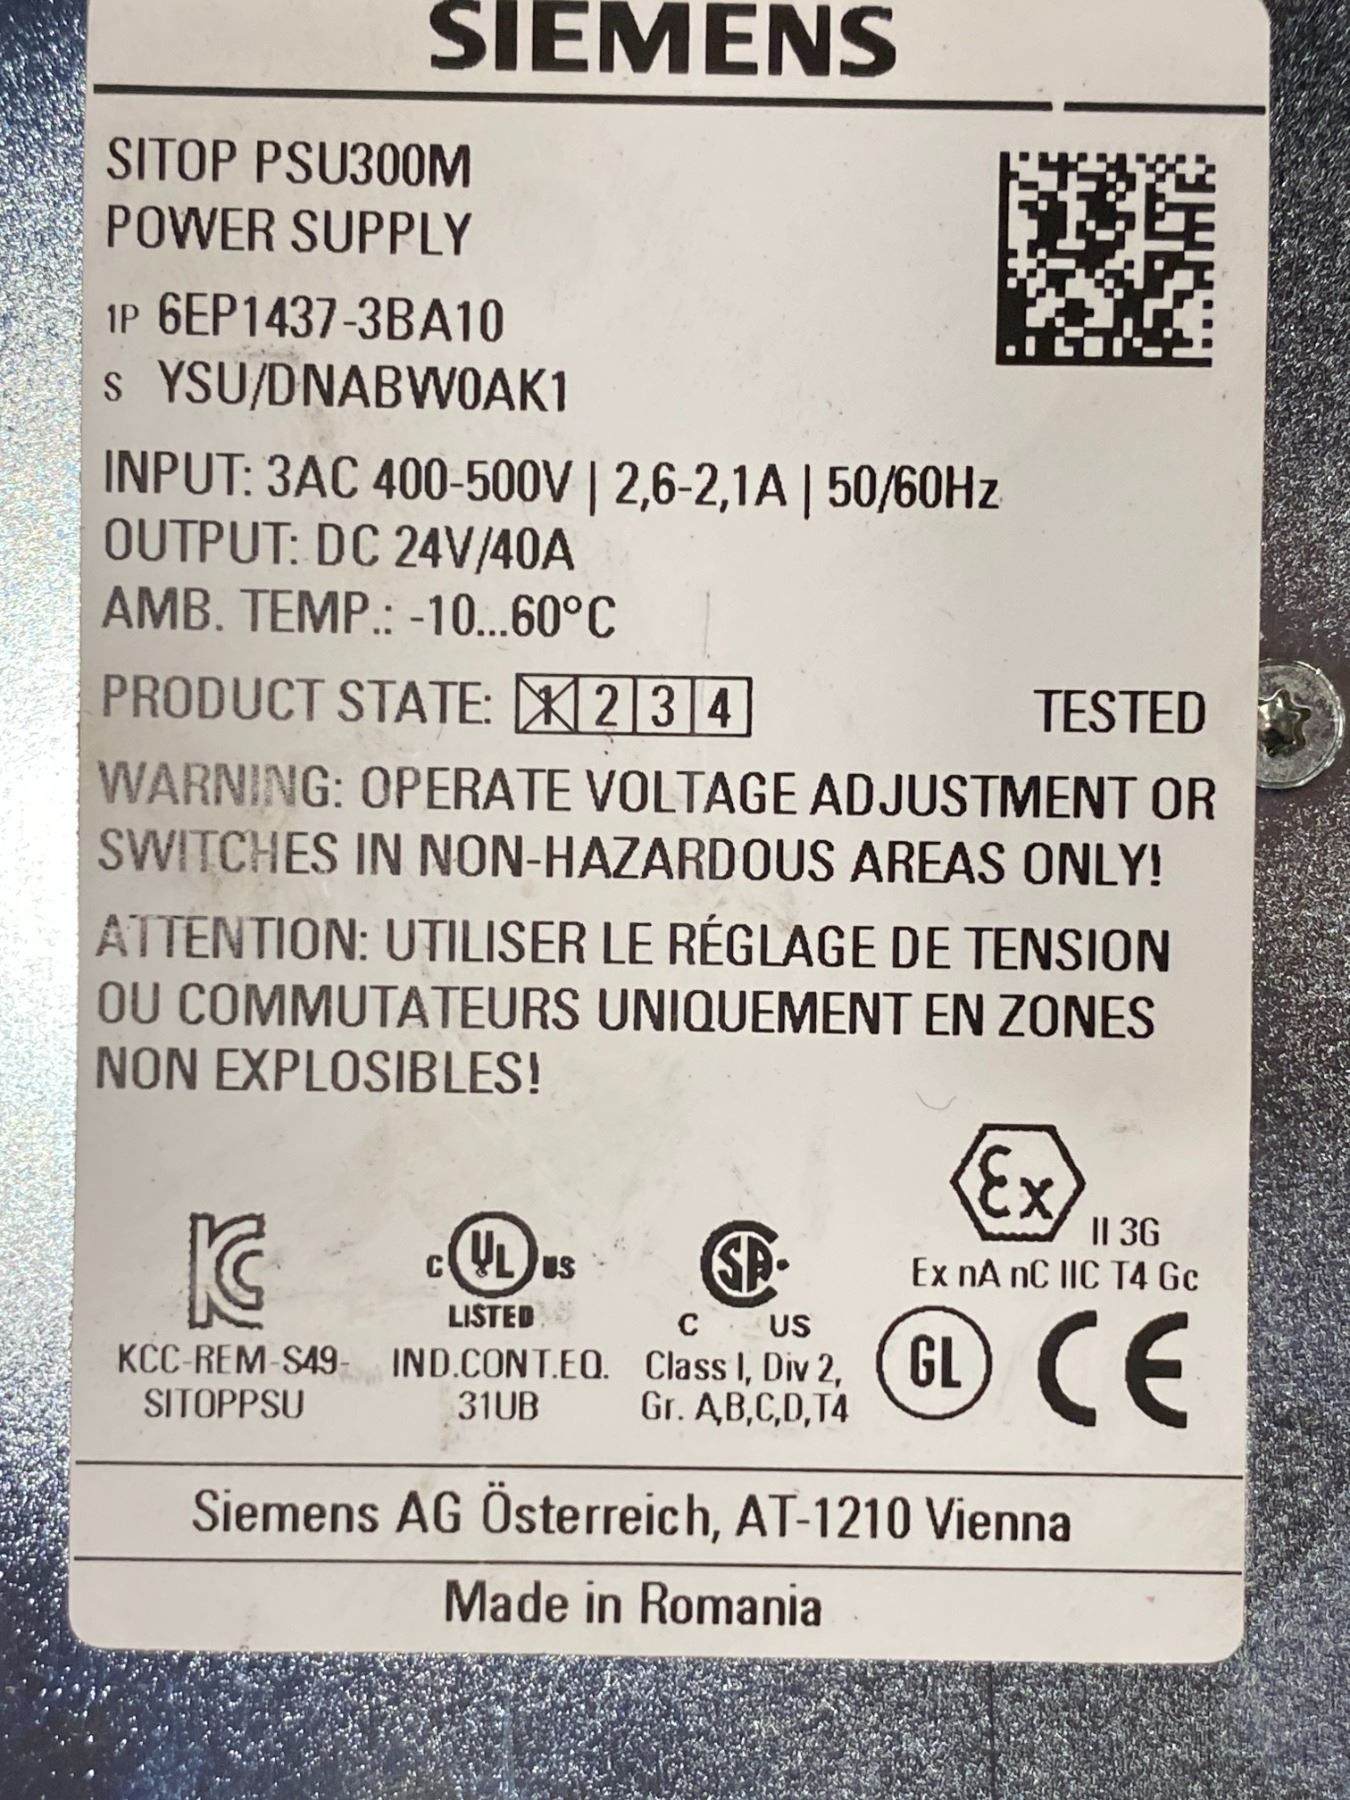 SIEMENS
SITOP PSU300M
POWER SUPPLY
1P 6EP1437-3BA10
S YSU/DNABW0AK1
INPUT: 3AC 400-500V | 2,6-2,1A | 50/60Hz
OUTPUT: DC 24V/40A
AMB. TEMP.: -10...60°C
PRODUCT STATE: 1 2 3 4 TESTED
WARNING: OPERATE VOLTAGE ADJUSTMENT OR
SWITCHES IN NON-HAZARDOUS AREAS ONLY!
ATTENTION: UTILISER LE RÉGLAGE DE TENSION
OU COMMUTATEURS UNIQUEMENT EN ZONES
NON EXPLOSIBLES!
Ex II 3G
Ex nA nC IIC T4 Gc
KC
KCC-REM-S49-
SITOPPSU
C UL US
LISTED
IND.CONT.EQ.
31UB
SA
C US
Class I, Div 2,
Gr. A,B,C,D,T4
GL CE
Siemens AG Österreich, AT-1210 Vienna
Made in Romania